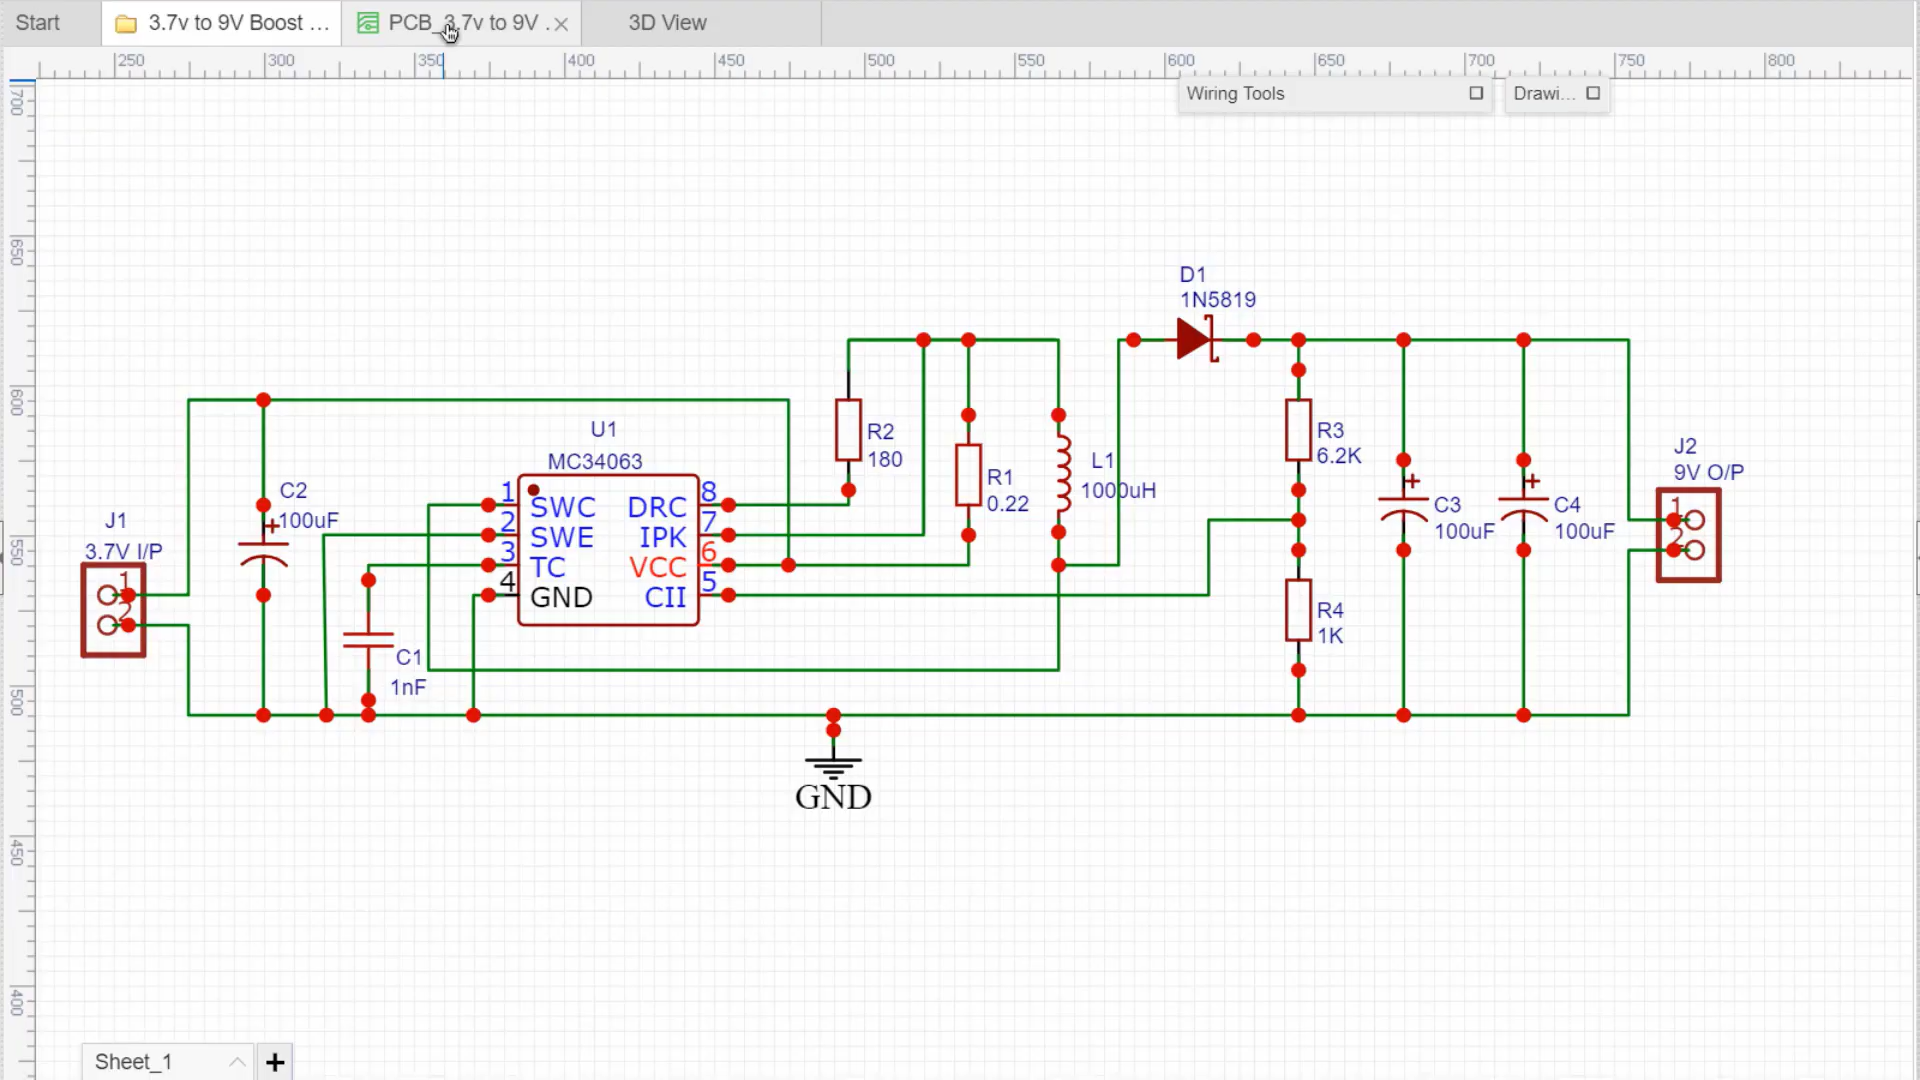 Start
3.7v to 9V Boost ...
PCB_3.7v to 9V .
3D View
250 300 350 400 450 500 550 600 650 700 750 800
Wiring Tools
Drawi...
700
650
600
550
500
450
400
D1
1N5819
U1
MC34063
R2
180
R1
0.22
L1
1000uH
R3
6.2K
J2
9V O/P
1
2
C2
100uF
J1
3.7V I/P
1
2
1 SWC DRC 8
2 SWE IPK 7
3 TC VCC 6
4 GND CII 5
C3
100uF
C4
100uF
R4
1K
C1
1nF
GND
Sheet_1